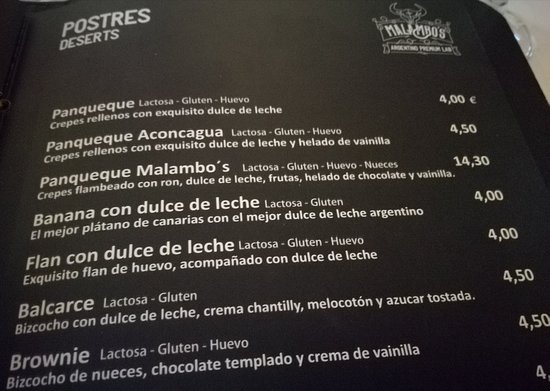 POSTRES
DESERTS
MALAMBO'S
ARGENTINO PREMIUM LAB
Panqueque Lactosa - Gluten - Huevo 4,00 €
Crepes rellenos con exquisito dulce de leche
Panqueque Aconcagua Lactosa - Gluten - Huevo 4,50
Crepes rellenos con exquisito dulce de leche y helado de vainilla
Panqueque Malambo´s Lactosa - Gluten - Huevo - Nueces 14,30
Crepes flambeado con ron, dulce de leche, frutas, helado de chocolate y vainilla.
Banana con dulce de leche Lactosa - Gluten 4,00
El mejor plátano de canarias con el mejor dulce de leche argentino
Flan con dulce de leche Lactosa - Gluten - Huevo 4,00
Exquisito flan de huevo, acompañado con dulce de leche
Balcarce Lactosa - Gluten 4,50
Bizcocho con dulce de leche, crema chantilly, melocotón y azucar tostada.
Brownie Lactosa - Gluten - Huevo 4,50
Bizcocho de nueces, chocolate templado y crema de vainilla
4,